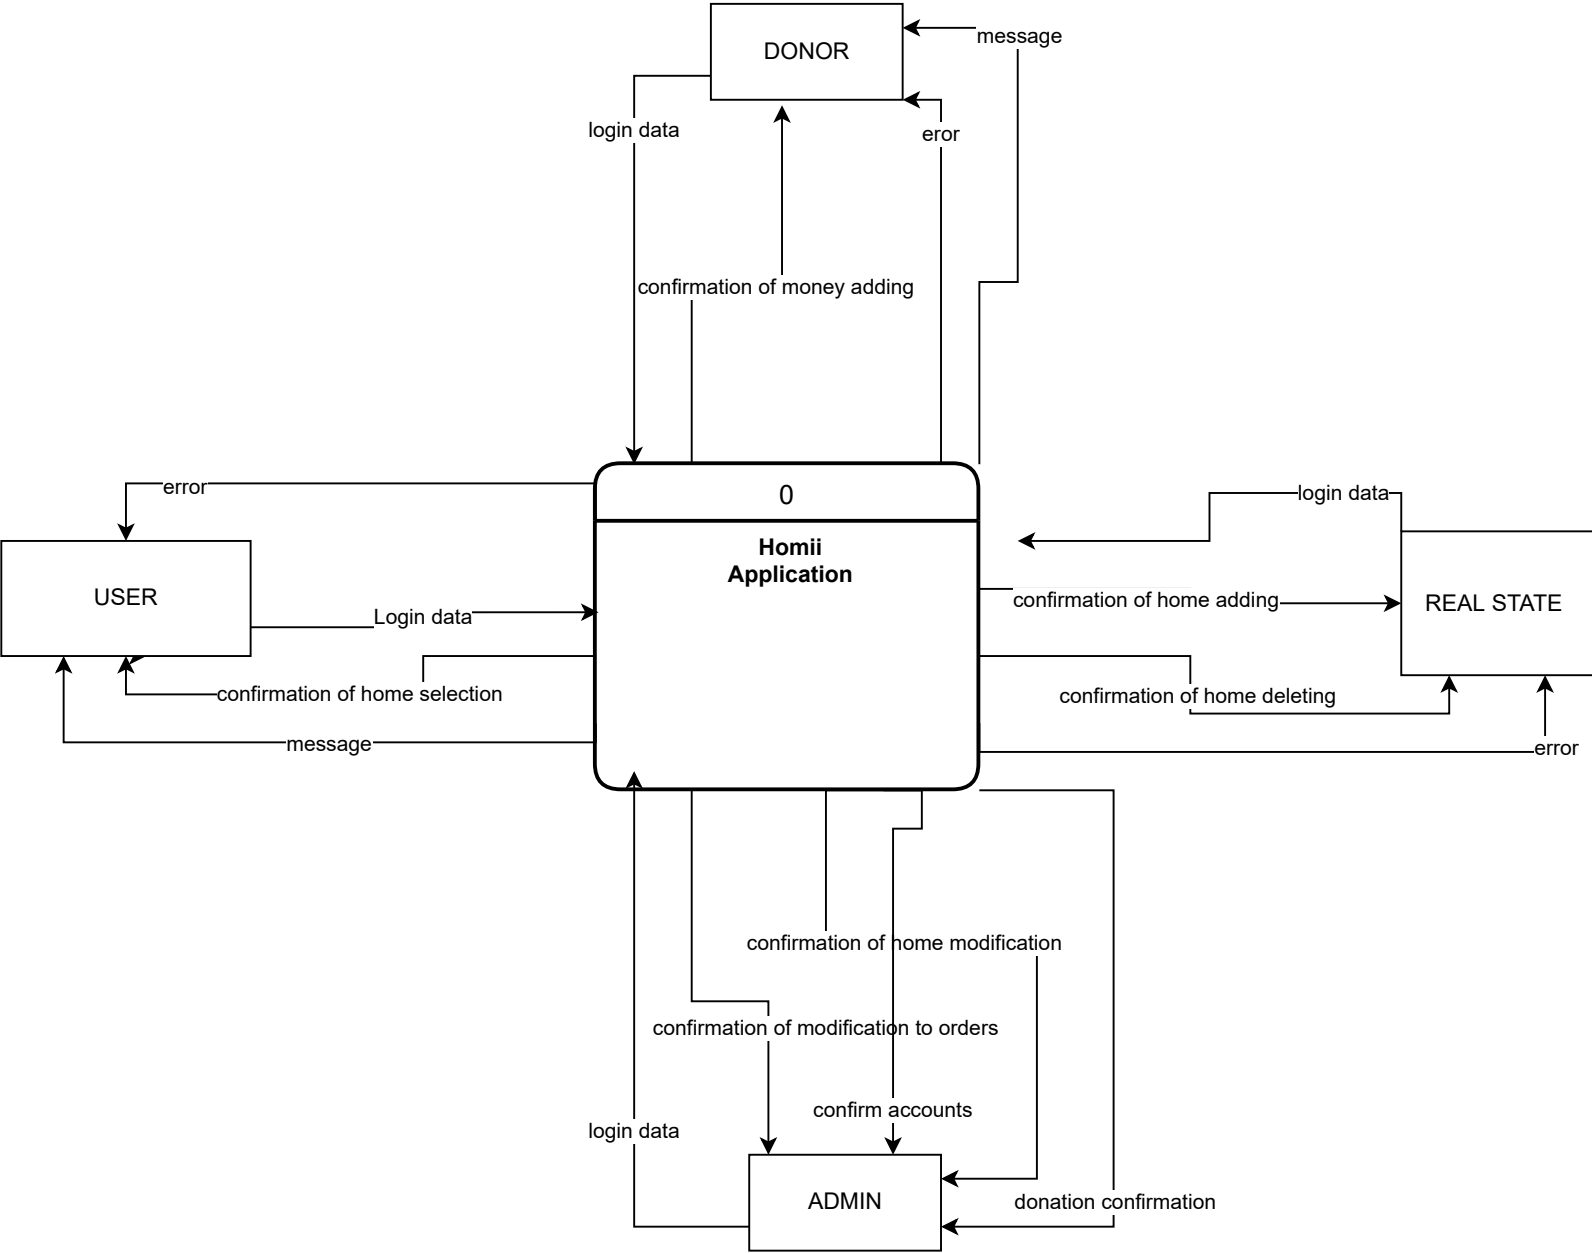 DONOR
message
login data
eror
confirmation of money adding
error
0
login data
Homii
Application
USER
Login data
confirmation of home adding
REAL STATE
confirmation of home selection
confirmation of home deleting
message
error
confirmation of home modification
confirmation of modification to orders
confirm accounts
login data
ADMIN
donation confirmation